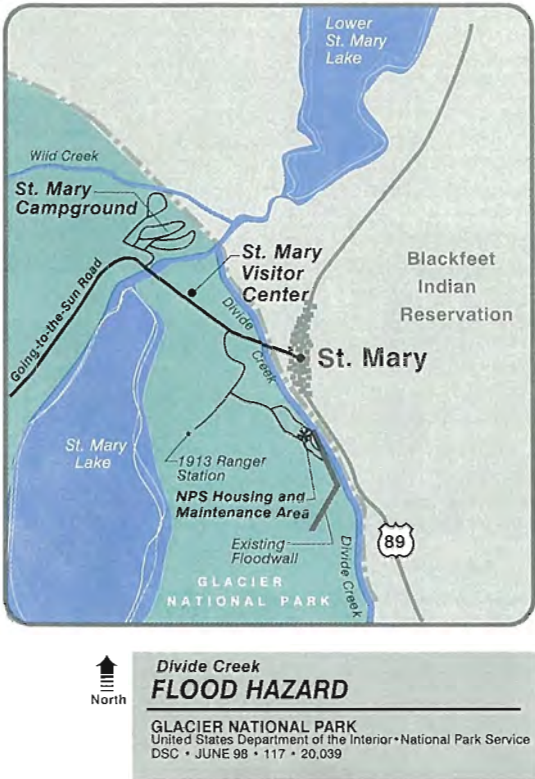 Lower
St. Mary
Lake
Wild Creek
St. Mary
Campground
St. Mary
Visitor
Center
Blackfeet
Indian
Reservation
Going-to-the-Sun Road
Divide
Creek
St. Mary
St. Mary
Lake
1913 Ranger
Station
NPS Housing and
Maintenance Area
Existing
Floodwall
89
Divide Creek
GLACIER
NATIONAL PARK
North
Divide Creek
FLOOD HAZARD
GLACIER NATIONAL PARK
United States Department of the Interior • National Park Service
DSC • JUNE 98 • 117 • 20,039